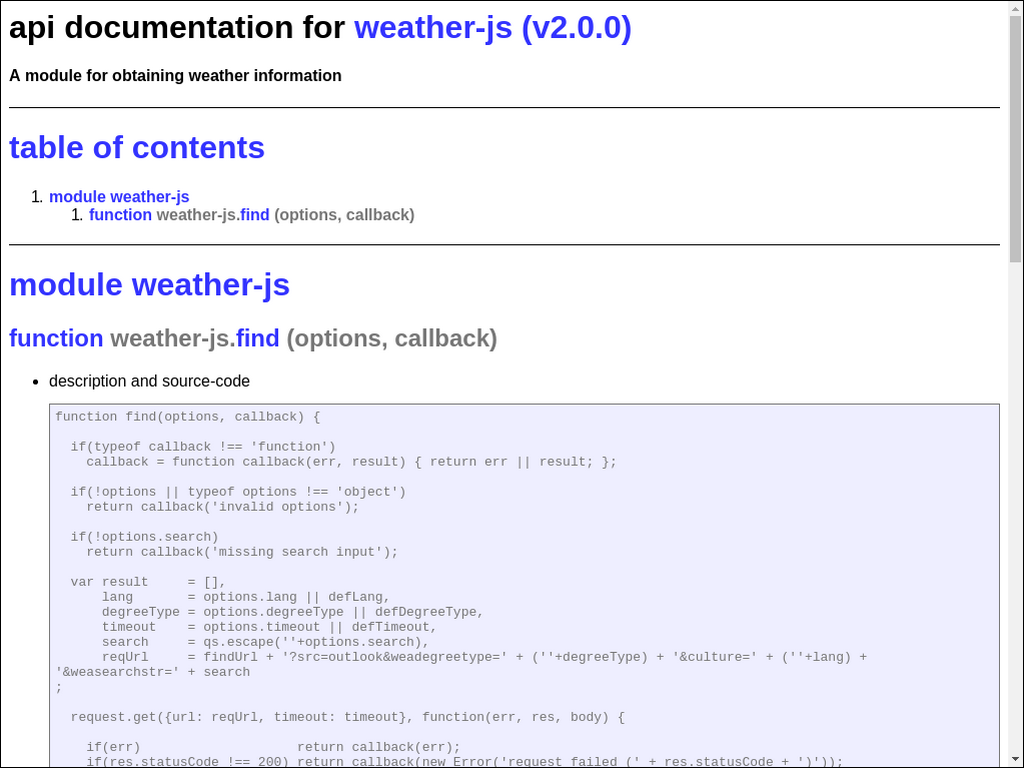 api documentation for weather-js (v2.0.0)
A module for obtaining weather information
table of contents
1. module weather-js
1. function weather-js.find (options, callback)
module weather-js
function weather-js.find (options, callback)
• description and source-code
function find(options, callback) {
  if(typeof callback !== 'function')
    callback = function callback(err, result) { return err || result; };
  if(!options || typeof options !== 'object')
    return callback('invalid options');
  if(!options.search)
    return callback('missing search input');
  var result     = [],
      lang       = options.lang || defLang,
      degreeType = options.degreeType || defDegreeType,
      timeout    = options.timeout || defTimeout,
      search     = qs.escape(''+options.search),
      reqUrl     = findUrl + '?src=outlook&weadegreetype=' + (''+degreeType) + '&culture=' + (''+lang) +
'&weasearchstr=' + search
;
  request.get({url: reqUrl, timeout: timeout}, function(err, res, body) {
    if(err)                    return callback(err);
    if(res.statusCode !== 200) return callback(new Error('request failed (' + res.statusCode + ')'));